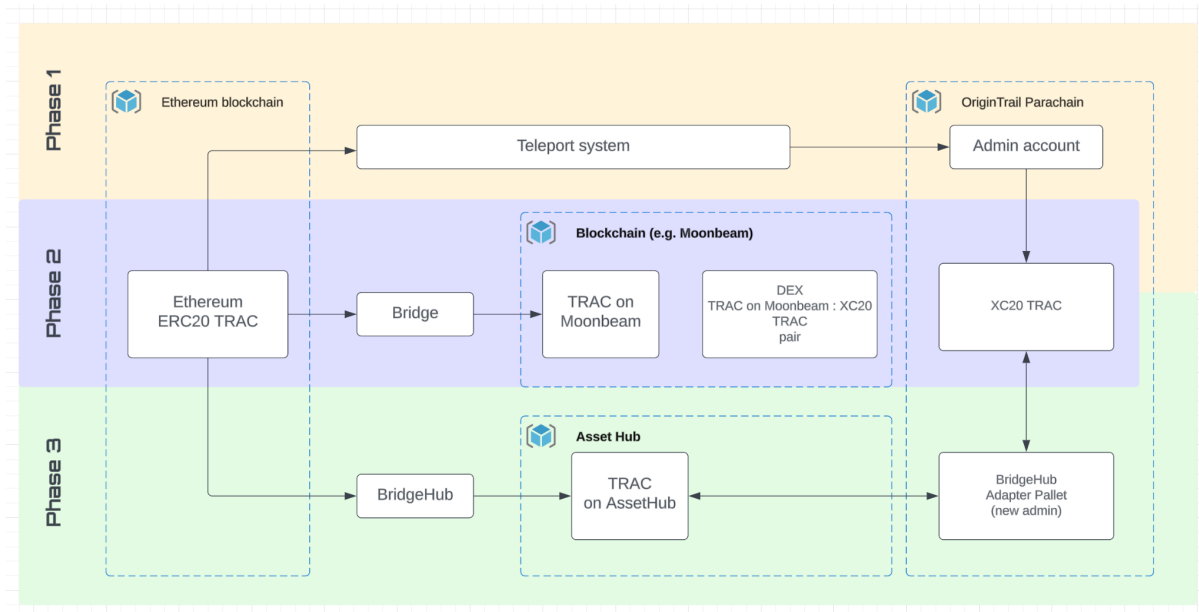 Phase 1
Ethereum blockchain
OriginTrail Parachain
Teleport system
Admin account
Phase 2
Blockchain (e.g. Moonbeam)
Ethereum
ERC20 TRAC
Bridge
TRAC on
Moonbeam
DEX
TRAC on Moonbeam : XC20
TRAC
pair
XC20 TRAC
Phase 3
Asset Hub
BridgeHub
TRAC
on AssetHub
BridgeHub
Adapter Pallet
(new admin)